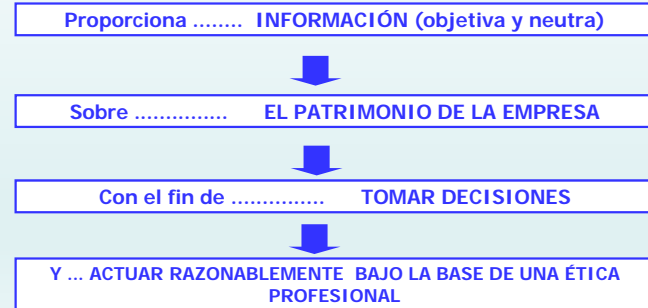 Proporciona ........ INFORMACIÓN (objetiva y neutra)
Sobre ............... EL PATRIMONIO DE LA EMPRESA
Con el fin de ............... TOMAR DECISIONES
Y ... ACTUAR RAZONABLEMENTE BAJO LA BASE DE UNA ÉTICA
PROFESIONAL